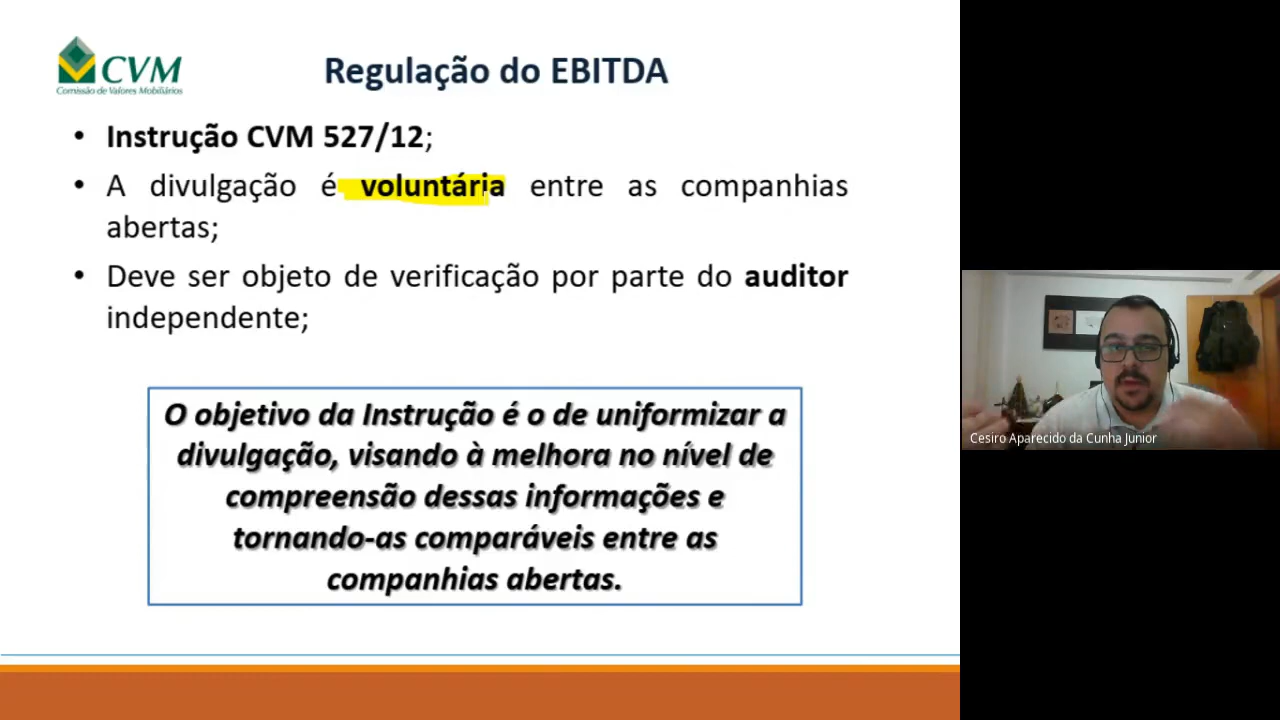 CVM
Comissão de Valores Mobiliários
Regulação do EBITDA
• Instrução CVM 527/12;
• A divulgação é voluntária entre as companhias
abertas;
• Deve ser objeto de verificação por parte do auditor
independente;
O objetivo da Instrução é o de uniformizar a
divulgação, visando à melhora no nível de
compreensão dessas informações e
tornando-as comparáveis entre as
companhias abertas.
Cesiro Aparecido da Cunha Junior